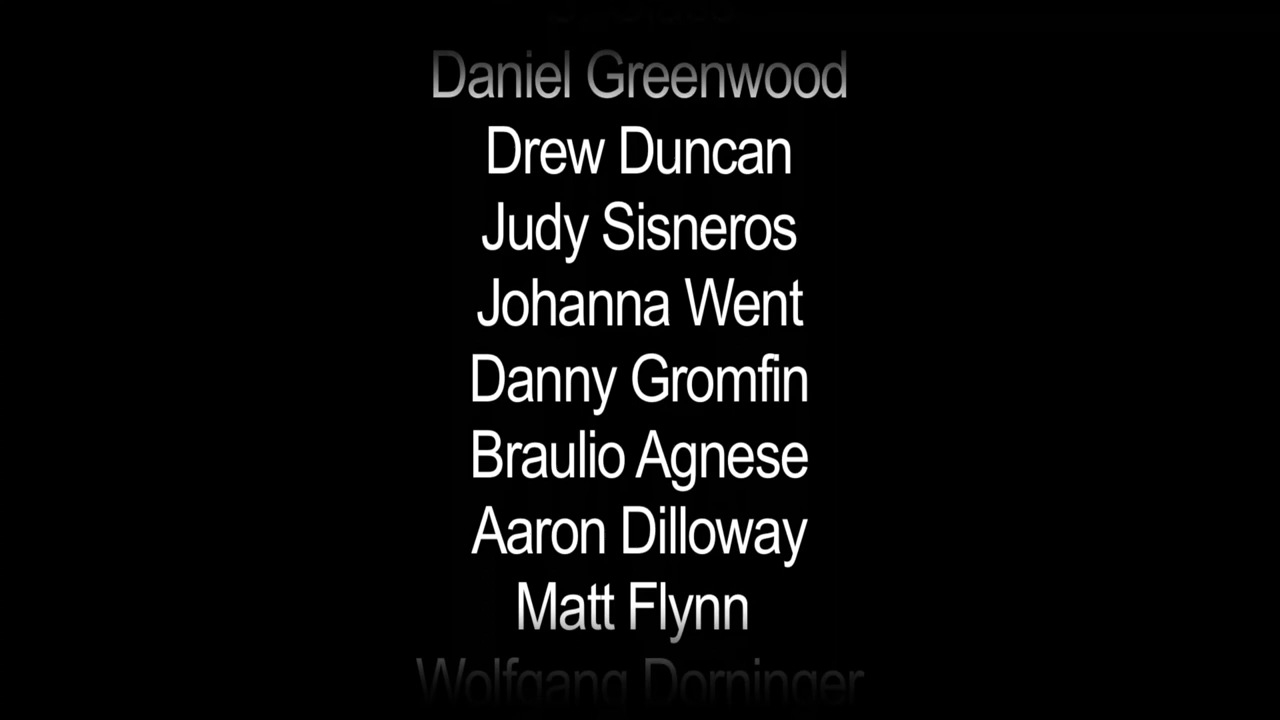 Daniel Greenwood
Drew Duncan
Judy Sisneros
Johanna Went
Danny Gromfin
Braulio Agnese
Aaron Dilloway
Matt Flynn
Wolfgang Dorninger